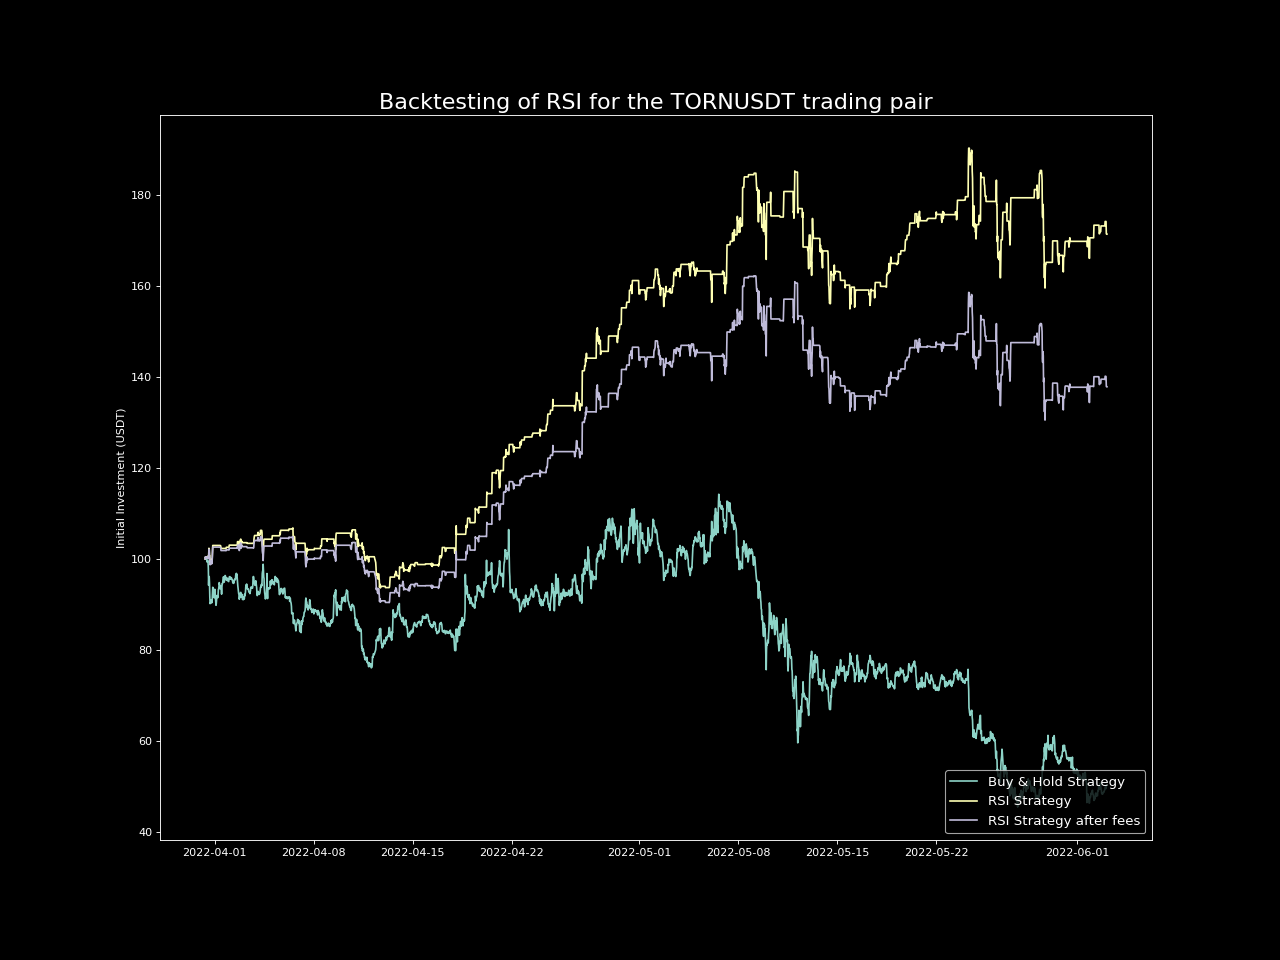 Backtesting of RSI for the TORNUSDT trading pair
Initial Investment (USDT)
180
160
140
120
100
80
60
40
2022-04-01 2022-04-08 2022-04-15 2022-04-22 2022-05-01 2022-05-08 2022-05-15 2022-05-22 2022-06-01
Buy & Hold Strategy
RSI Strategy
RSI Strategy after fees